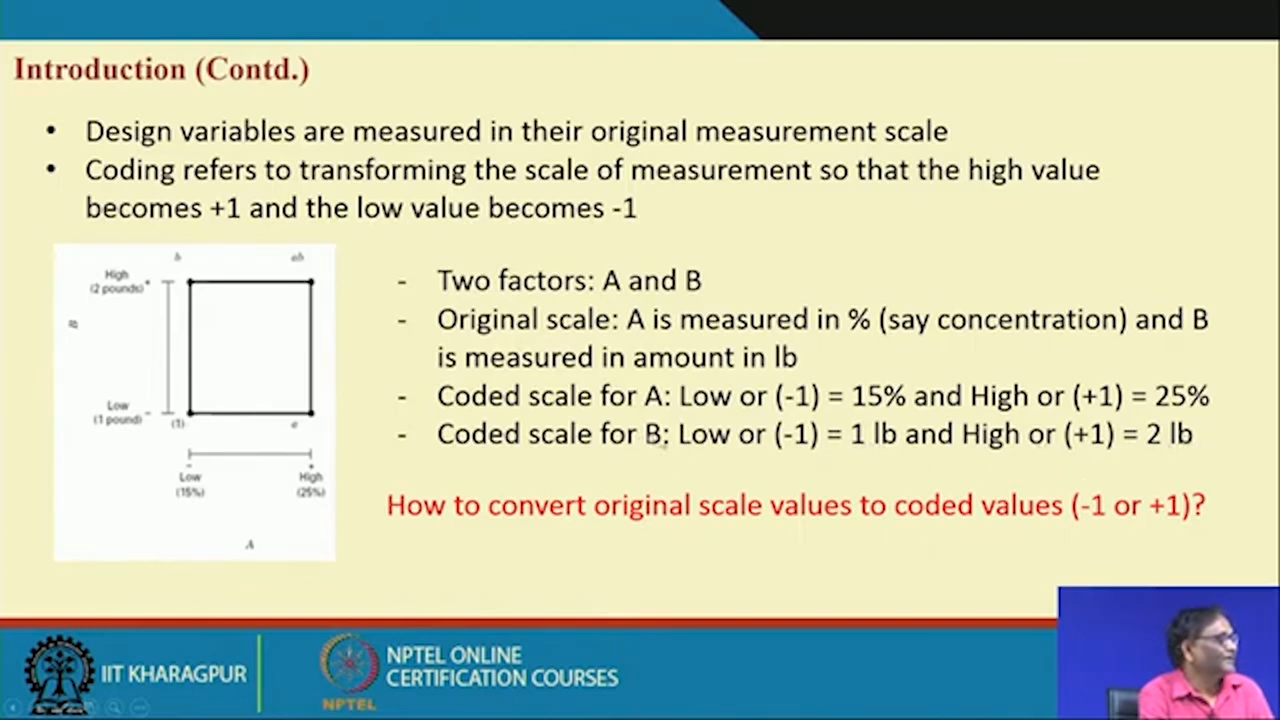 Introduction (Contd.)
• Design variables are measured in their original measurement scale
• Coding refers to transforming the scale of measurement so that the high value
becomes +1 and the low value becomes -1
b ab
High +
(2 pounds)
B
Low −
(1 pound)
(1) a
− +
Low High
(15%) (25%)
A
- Two factors: A and B
- Original scale: A is measured in % (say concentration) and B
is measured in amount in lb
- Coded scale for A: Low or (-1) = 15% and High or (+1) = 25%
- Coded scale for B: Low or (-1) = 1 lb and High or (+1) = 2 lb
How to convert original scale values to coded values (-1 or +1)?
IIT KHARAGPUR
NPTEL ONLINE
CERTIFICATION COURSES
NPTEL